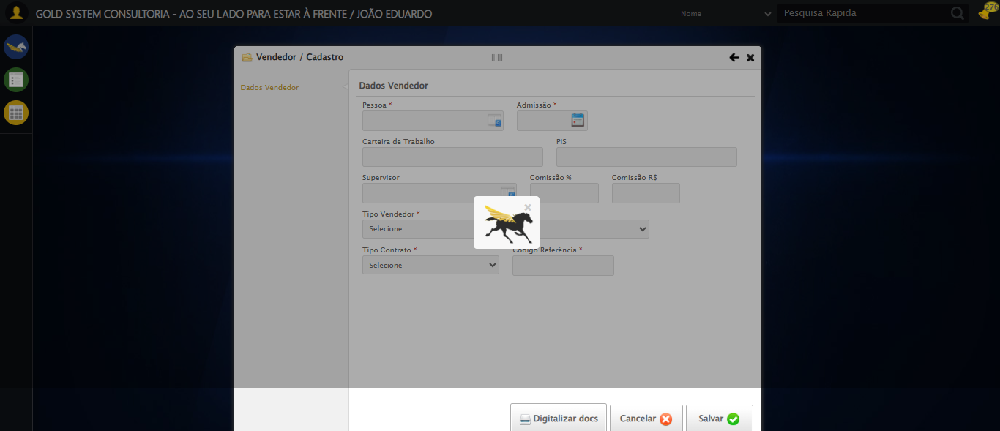 GOLD SYSTEM CONSULTORIA - AO SEU LADO PARA ESTAR À FRENTE / JOÃO EDUARDO
Nome
Pesquisa Rapida
276
Vendedor / Cadastro
Dados Vendedor
Dados Vendedor
Pessoa *
Admissão *
Carteira de Trabalho
PIS
Supervisor
Comissão %
Comissão R$
Tipo Vendedor *
Selecione
Tipo Contrato *
Código Referência *
Selecione
Digitalizar docs
Cancelar
Salvar